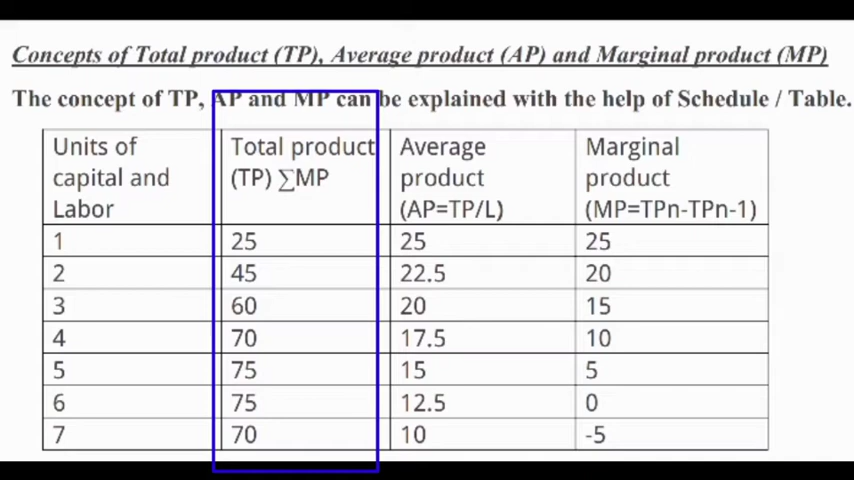 Concepts of Total product (TP), Average product (AP) and Marginal product (MP)
The concept of TP, AP and MP can be explained with the help of Schedule / Table.
Units of capital and Labor Total product (TP) ∑MP Average product (AP=TP/L) Marginal product (MP=TPn-TPn-1)
1 25 25 25
2 45 22.5 20
3 60 20 15
4 70 17.5 10
5 75 15 5
6 75 12.5 0
7 70 10 -5